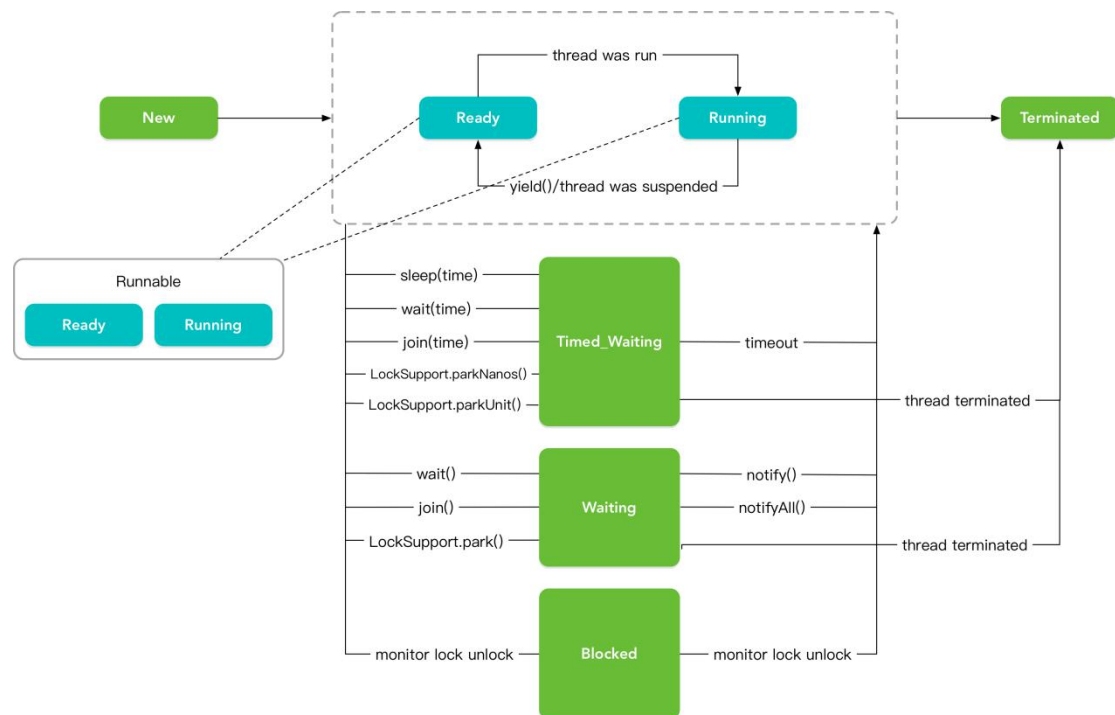 thread was run
New
Ready
Running
Terminated
yield()/thread was suspended
Runnable
Ready
Running
sleep(time)
wait(time)
join(time)
LockSupport.parkNanos()
LockSupport.parkUnit()
Timed_Waiting
timeout
thread terminated
wait()
join()
LockSupport.park()
Waiting
notify()
notifyAll()
thread terminated
monitor lock unlock
Blocked
monitor lock unlock